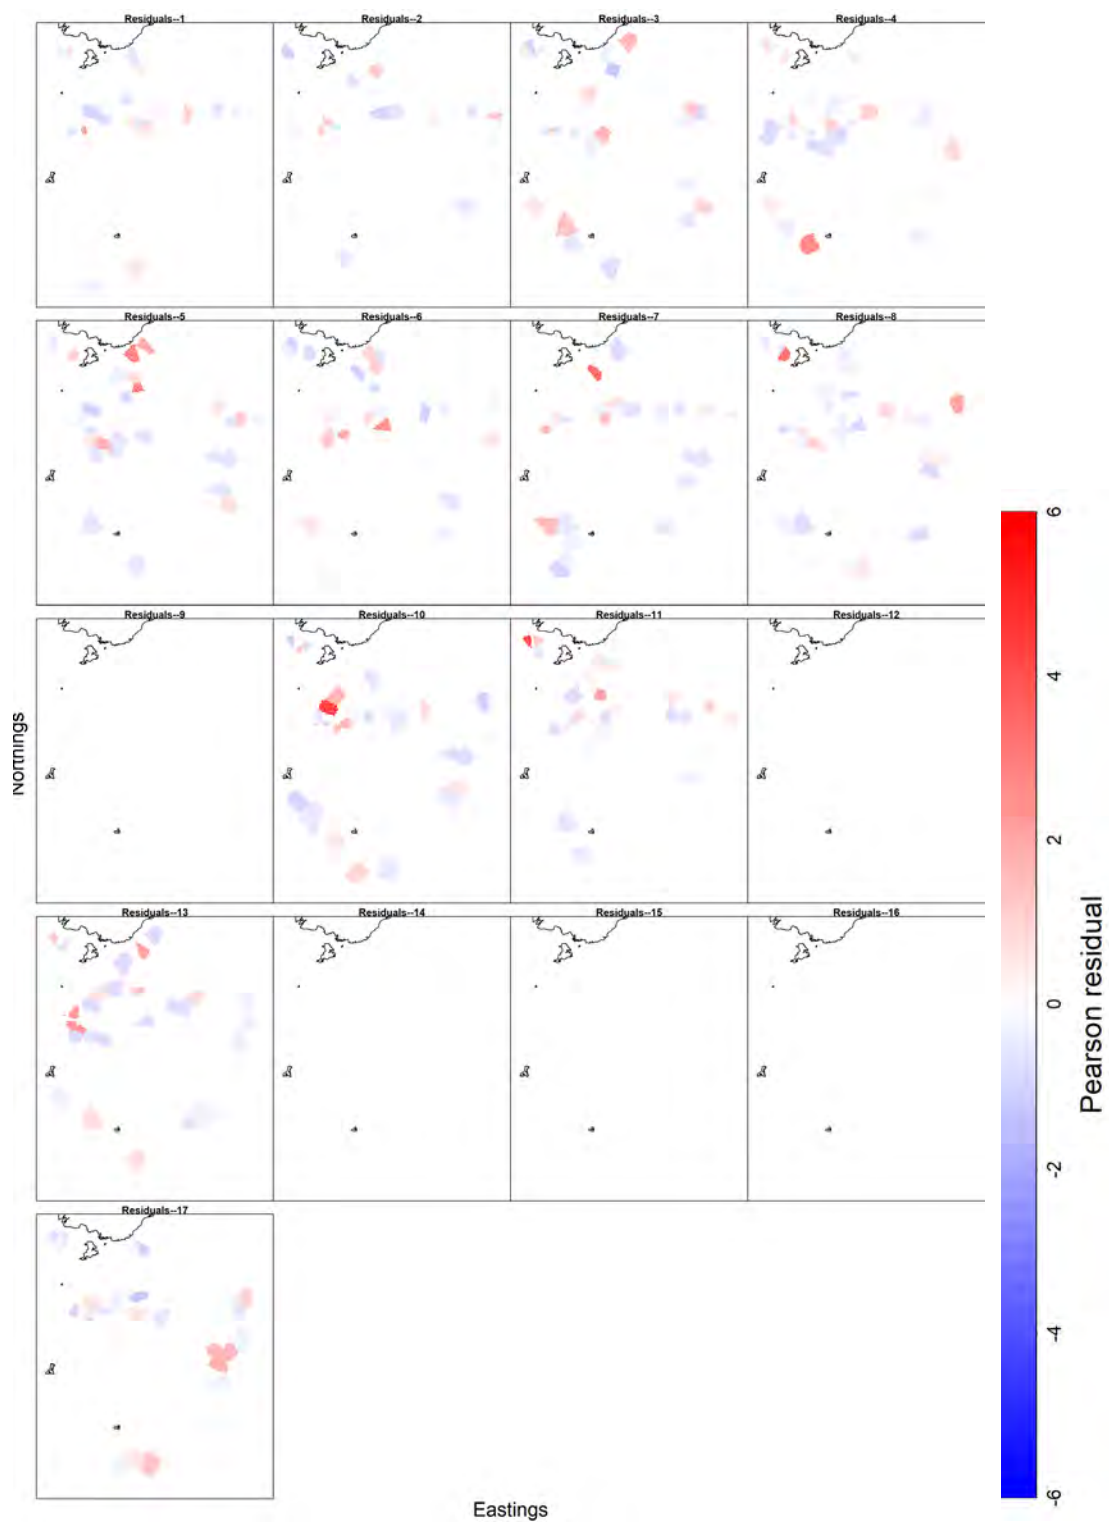 Residuals--1
Residuals--2
Residuals--3
Residuals--4
Residuals--5
Residuals--6
Residuals--7
Residuals--8
Residuals--9
Residuals--10
Residuals--11
Residuals--12
Residuals--13
Residuals--14
Residuals--15
Residuals--16
Residuals--17
Northings
Eastings
6
4
2
0
-2
-4
-6
Pearson residual